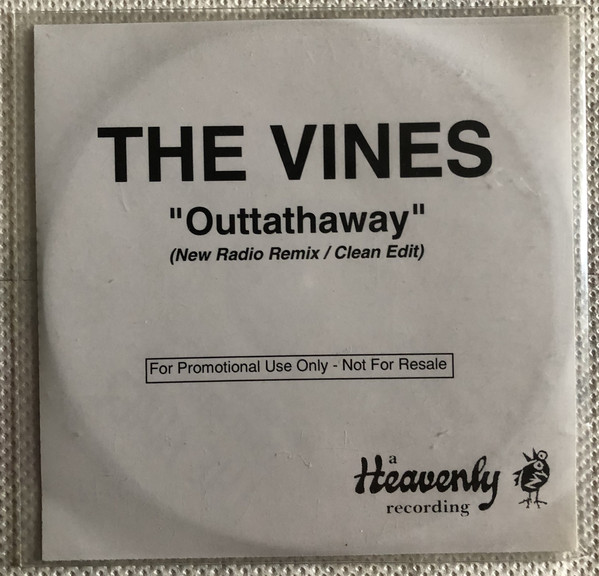 THE VINES
"Outtathaway"
(New Radio Remix / Clean Edit)
For Promotional Use Only - Not For Resale
a
Heavenly
recording